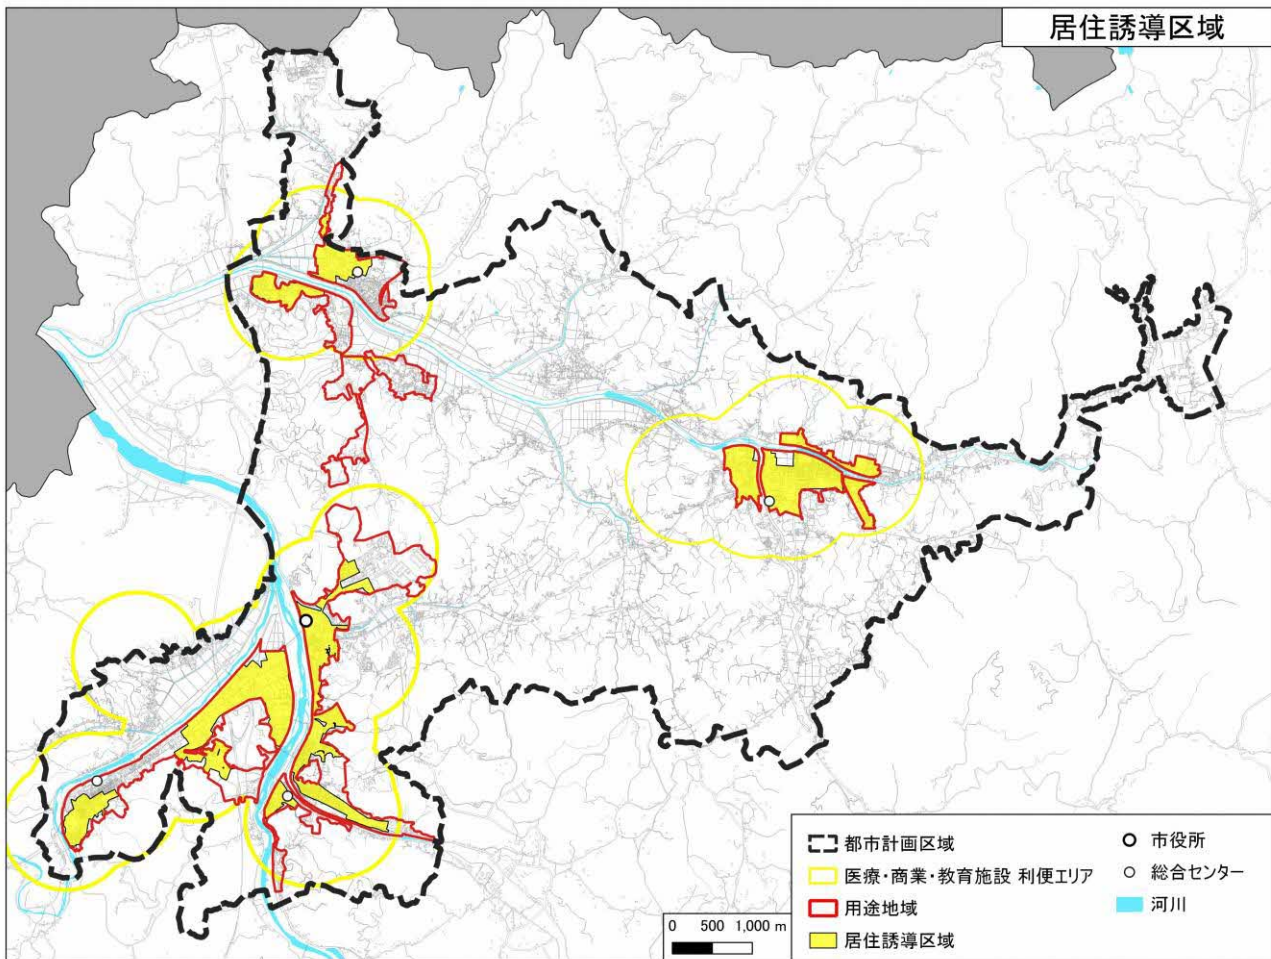 居住誘導区域
都市計画区域
医療・商業・教育施設 利便エリア
用途地域
居住誘導区域
市役所
総合センター
河川
0 500 1,000 m